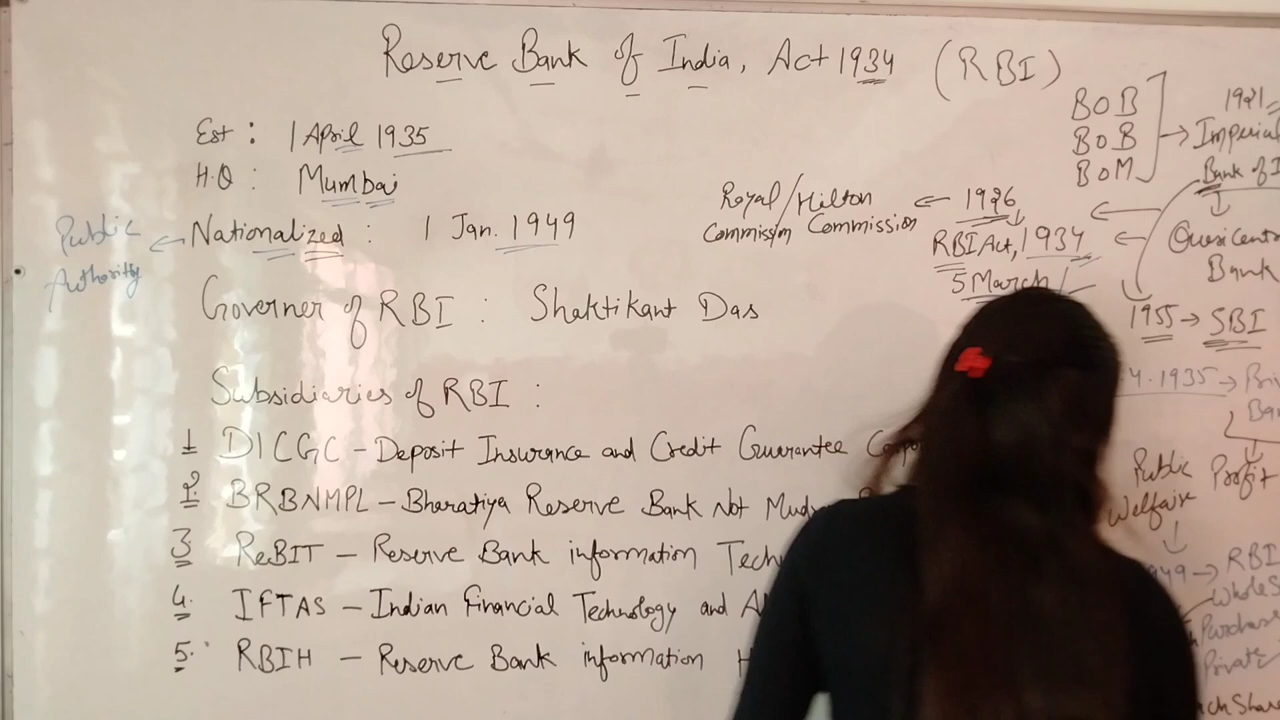 Reserve Bank of India, Act 1934 (RBI)
Est : 1 April 1935
H.Q : Mumbai
Nationalized : 1 Jan. 1949
Public
Authority
Governer of RBI : Shaktikant Das
Subsidiaries of RBI :
1 DICGC - Deposit Insurance and Credit Guarantee
2 BRBNMPL - Bharatiya Reserve Bank Not
3 ReBIT - Reserve Bank information
4. IFTAS - Indian Financial Technology and
5. RBIH - Reserve Bank information
BOB
BOB
BOM
1921
Imperial
Bank of
Bank
Royal/Hilton
Commission Commission
1926
RBI Act, 1934
5 March
1955 → SBI
4.1935 →
Public
Welfare
Profit
→ RBI
Whole
Purchase
Private